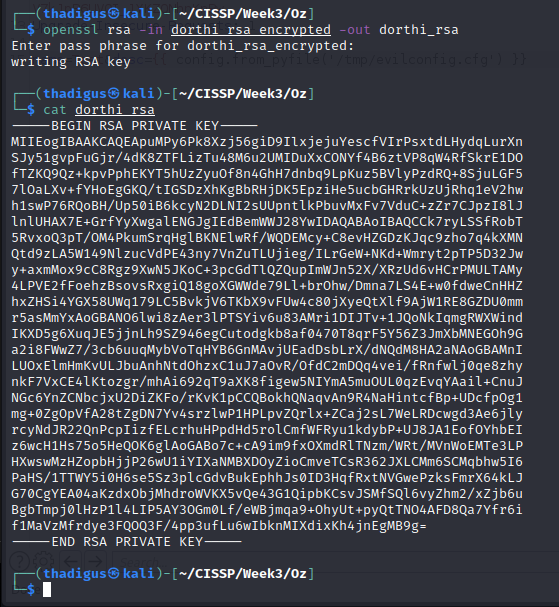 ┌──(thadigus㉿kali)-[~/CISSP/Week3/Oz]
└─$ openssl rsa -in dorthi_rsa_encrypted -out dorthi_rsa
Enter pass phrase for dorthi_rsa_encrypted:
writing RSA key
┌──(thadigus㉿kali)-[~/CISSP/Week3/Oz]
└─$ cat dorthi_rsa
-----BEGIN RSA PRIVATE KEY-----
MIIEogIBAAKCAQEApuMPy6Pk8Xzj56giD9IlxjejuYescfVIrPsxtdLHydqLurXn
SJy51gvpFuGjr/4dK8ZTFLizTu48M6u2UMIDuXxCONYf4B6ztVP8qW4RfSkrE1DO
fTZKQ9Qz+kpvPphEKYT5hUzZyuOf8n4GhH7dnbq9LpKuz5BVlyPzdRQ+8SjuLGF5
7lOaLXv+fYHoEgGKQ/tIGSDzXhKgBbRHjDK5EpziHe5ucbGHRrkUzUjRhq1eV2hw
h1swP76RQoBH/Up50iB6kcyN2DLNI2sUUpntlkPbuvMxFv7VduC+zZr7CJpzI8lJ
lnlUHAX7E+GrfYyXwgalENGJgIEdBemWWJ28YwIDAQABAoIBAQCCk7ryLSSfRobT
5RvxoQ3pT/OM4PkumSrqHglBKNElwRf/WQDEMcy+C8evHZGDzKJqc9zho7q4kXMN
Qtd9zLA5W149NlzucVdPE43ny7VnZuTLUjieg/ILrGeW+NKd+Wmryt2pTP5D32Jw
y+axmMox9cC8Rgz9XwN5JKoC+3pcGdTlQZQupImWJn52X/XRzUd6vHCrPMULTAMy
4LPVE2fFoehzBsovsRxgiQ18goXGWWde79Ll+brOhw/Dmna7LS4E+w0fdweCnHHZ
hxZHSi4YGX58UWq179LC5BvkjV6TKbX9vFUw4c80jXyeQtXlf9AjW1RE8GZDU0mm
r5asMmYxAoGBANO6lwi8zAer3lPTSYiv6u83AMri1DIJTv+1JQoNkIqmgRWXWind
IKXD5g6XuqJE5jjnLh9SZ946egCutodgkb8af0470T8qrF5Y56Z3JmXbMNEGOh9G
a2i8FWwZ7/3cb6uuqMybVoTqHYB6GnMAvjUEadDsbLrX/dNQdM8HA2aNAoGBAMnI
LUOxElmHmKvULJbuAnhNtdOhzxC1uJ7aOvR/OfdC2mDQq4vei/fRnfwlj0qe8zhy
nkF7VxCE4lKtozgr/mhAi692qT9aXK8figew5NIYmA5muOUL0qzEvqYAail+CnuJ
NGc6YnZCNbcjxU2DiZKFo/rKvK1pCCQBokhQNaqvAn9R4NaHintcfBp+UDcfpOg1
mg+0ZgOpVfA28tZgDN7Yv4srzlwP1HPLpvZQrlx+ZCaj2sL7WeLRDcwgd3Ae6jly
rcyNdJR22QnPcpIizfELcrhuHPpdHd5rolCmfWFRyu1kdybP+UJ8JA1EofOYhbEI
z6wcH1Hs75o5HeQOK6glAoGABo7c+cA9im9fxOXmdRlTNzm/WRt/MVnWoEMTe3LP
HXwswMzHZopbHjjP26wU1iYIXaNMBXDOyZioCmveTCsR362JXLCMm6SCMqbhw5I6
PaHS/1TTWY5i0H6se5Sz3plcGdvBukEphhJs0ID3HqfRxtNVGwePzksFmrX64kLJ
G70CgYEA04aKzdxObjMhdroWVKX5vQe43G1QipbKCsvJSMfSQl6vyZhm2/xZjb6u
BgbTmpj0lHzP1l4LIP5AY3OGm0Lf/eWBjmqa9+OhyUt+pyQtTNO4AFD8Qa7Yfr6i
f1MaVzMfrdye3FQOQ3F/4pp3ufLu6wIbknMIXdixKh4jnEgMB9g=
-----END RSA PRIVATE KEY-----
┌──(thadigus㉿kali)-[~/CISSP/Week3/Oz]
└─$